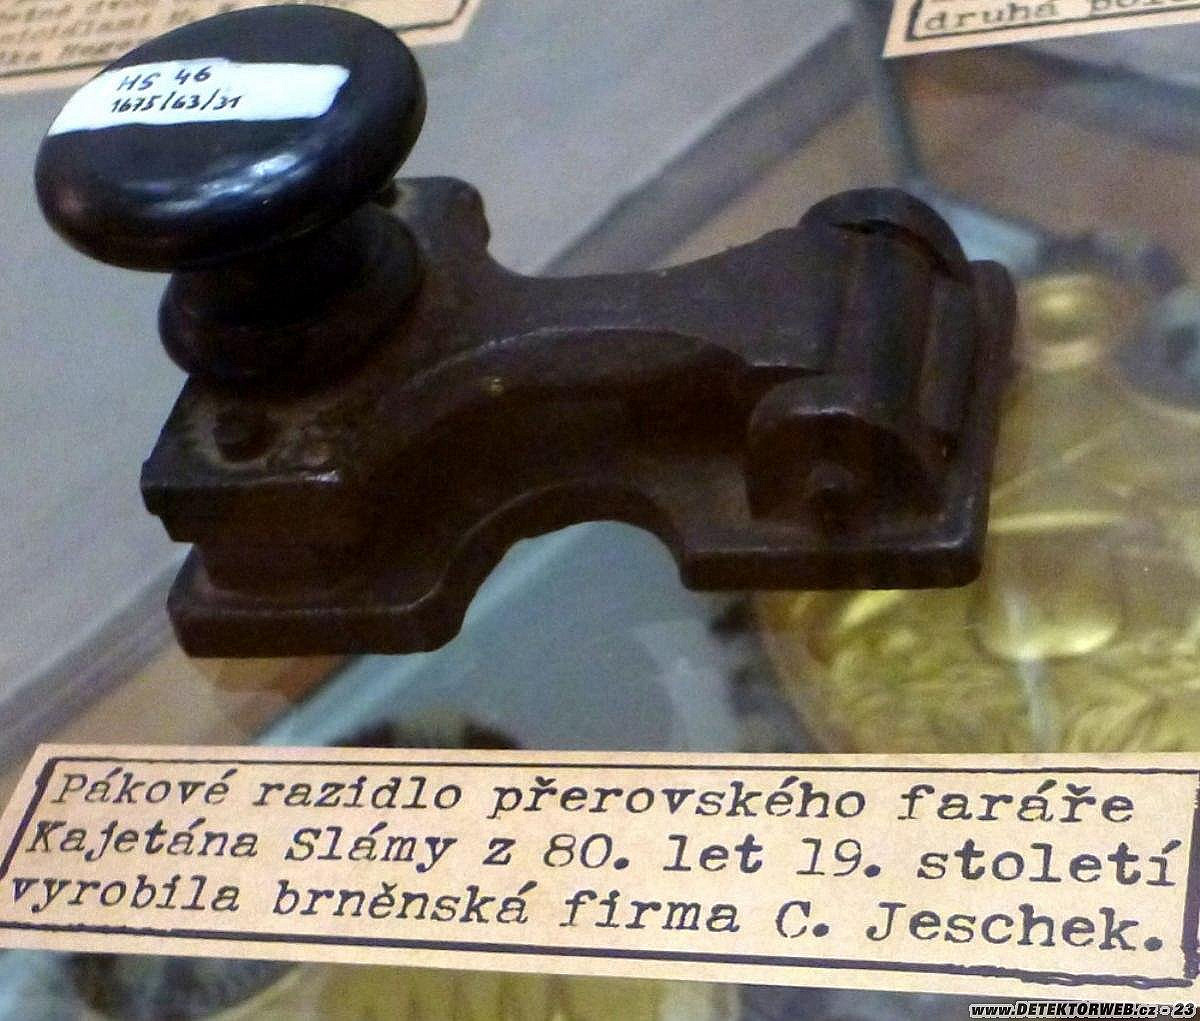 druhá
HS 46
1675/63/31
Pákové razidlo přerovského faráře
Kajetána Slámy z 80. let 19. století
vyrobila brněnská firma C. Jeschek.
www.DETEKTORWEB.cz - 23